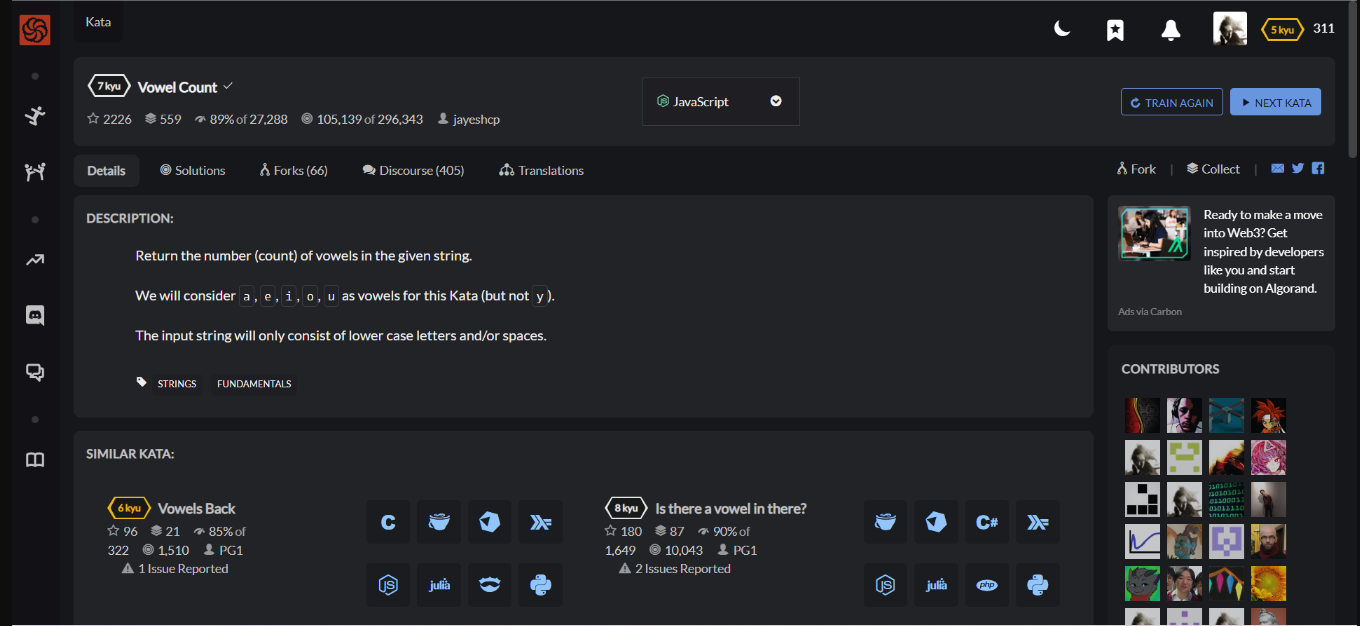 Kata
5 kyu 311
7 kyu Vowel Count
2226 559 89% of 27,288 105,139 of 296,343 jayeshcp
JavaScript
TRAIN AGAIN NEXT KATA
Details Solutions Forks (66) Discourse (405) Translations
Fork | Collect |
DESCRIPTION:
Return the number (count) of vowels in the given string.
We will consider a, e, i, o, u as vowels for this Kata (but not y).
The input string will only consist of lower case letters and/or spaces.
STRINGS FUNDAMENTALS
Ready to make a move
into Web3? Get
inspired by developers
like you and start
building on Algorand.
Ads via Carbon
CONTRIBUTORS
SIMILAR KATA:
6 kyu Vowels Back
96 21 85% of
322 1,510 PG1
1 Issue Reported
C
JS julia
8 kyu Is there a vowel in there?
180 87 90% of
1,649 10,043 PG1
2 Issues Reported
C#
JS julia php